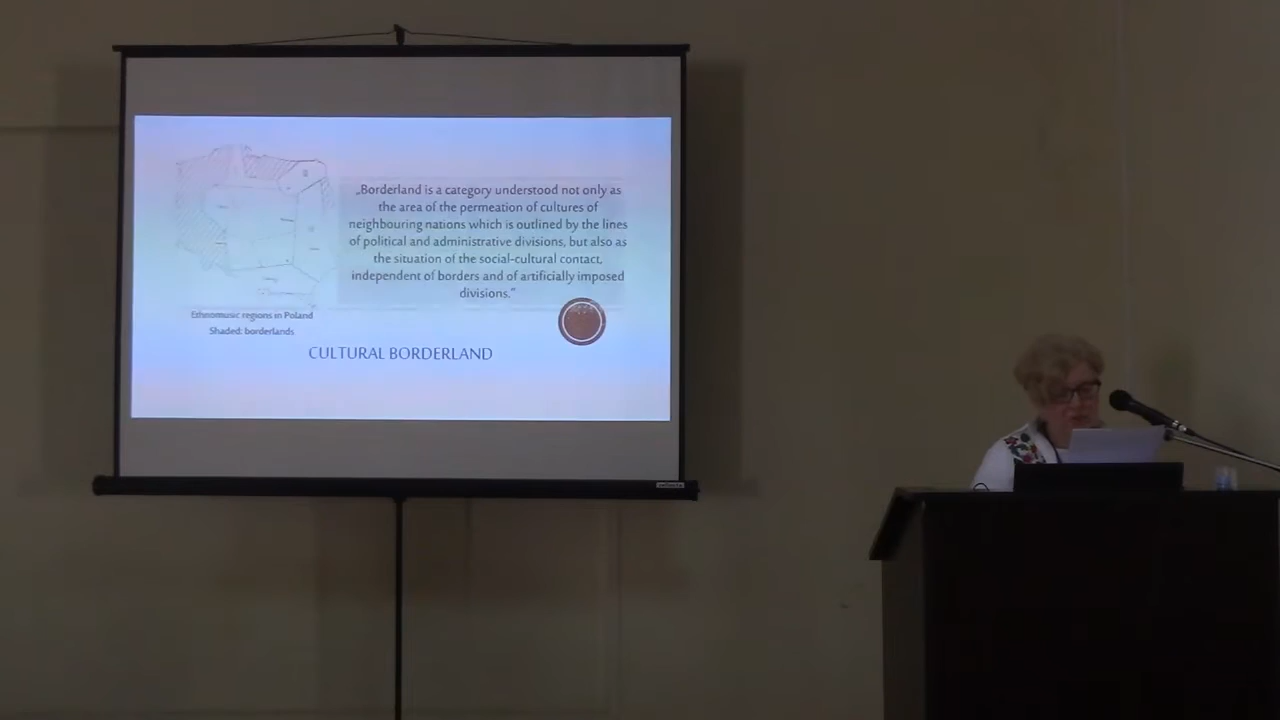 „Borderland is a category understood not only as
the area of the permeation of cultures of
neighbouring nations which is outlined by the lines
of political and administrative divisions, but also as
the situation of the social-cultural contact,
independent of borders and of artificially imposed
divisions.”
Ethnomusic regions in Poland
Shaded: borderlands
CULTURAL BORDERLAND